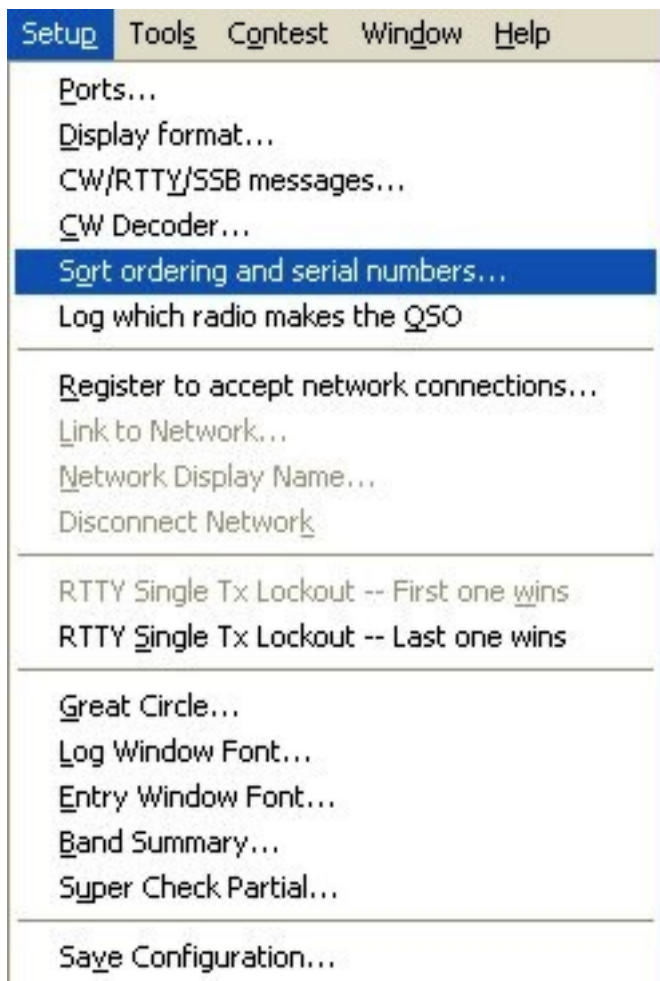 Setup Tools Contest Window Help
Ports...
Display format...
CW/RTTY/SSB messages...
CW Decoder...
Sort ordering and serial numbers...
Log which radio makes the QSO
Register to accept network connections...
Link to Network...
Network Display Name...
Disconnect Network
RTTY Single Tx Lockout -- First one wins
RTTY Single Tx Lockout -- Last one wins
Great Circle...
Log Window Font...
Entry Window Font...
Band Summary...
Super Check Partial...
Save Configuration...